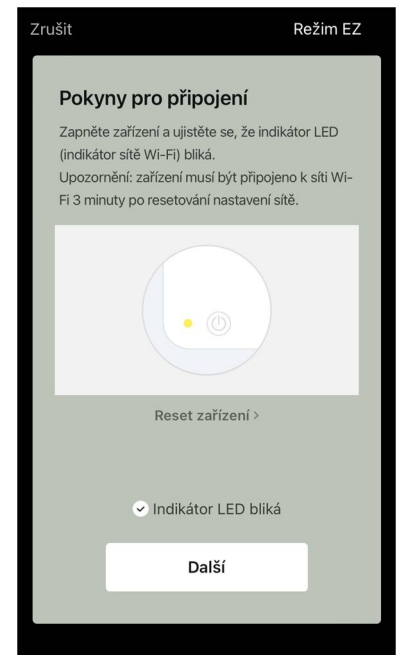 Zrušit
Režim EZ
Pokyny pro připojení
Zapněte zařízení a ujistěte se, že indikátor LED
(indikátor sítě Wi-Fi) bliká.
Upozornění: zařízení musí být připojeno k síti Wi-
Fi 3 minuty po resetování nastavení sítě.
Reset zařízení >
Indikátor LED bliká
Další